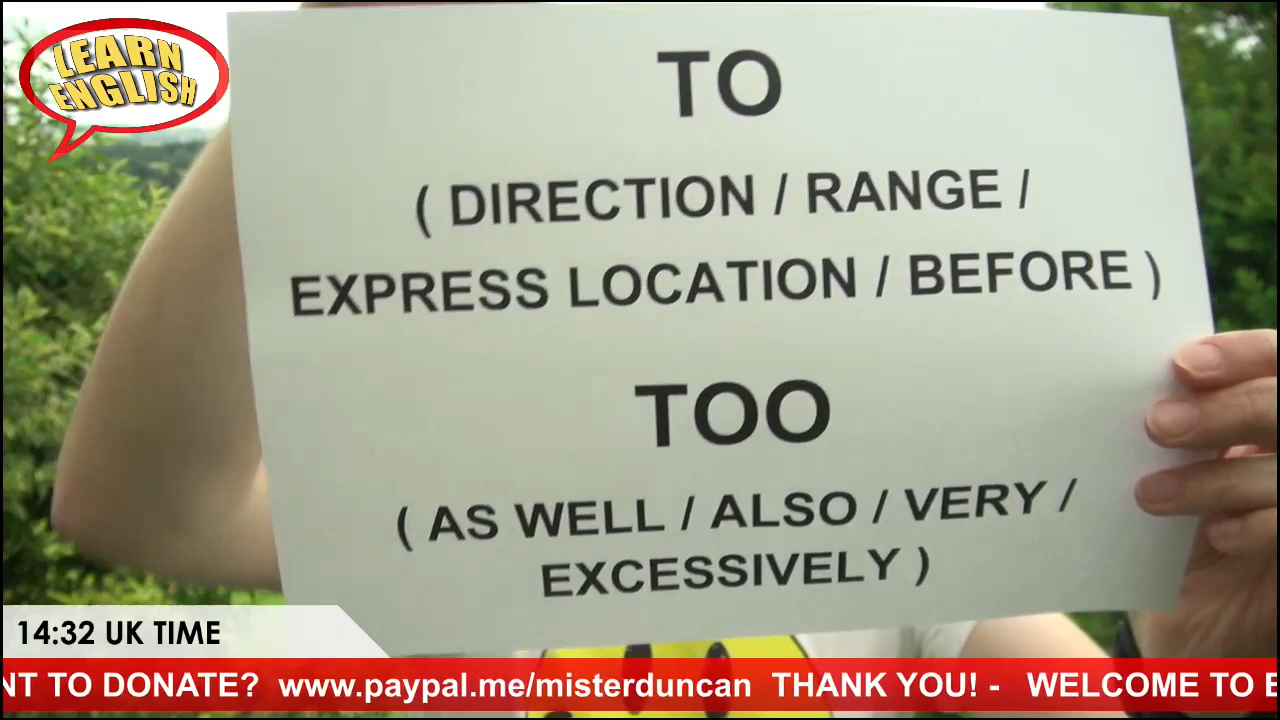 LEARN
ENGLISH
TO
( DIRECTION / RANGE /
EXPRESS LOCATION / BEFORE )
TOO
( AS WELL / ALSO / VERY /
EXCESSIVELY )
14:32 UK TIME
NT TO DONATE? www.paypal.me/misterduncan THANK YOU! - WELCOME TO E